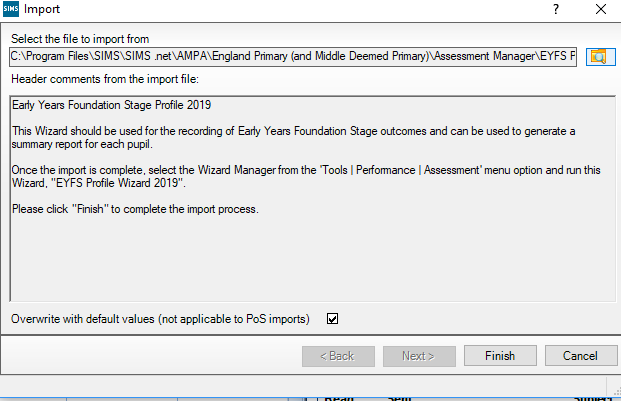 SIMS Import ? X
Select the file to import from
C:\Program Files\SIMS\SIMS .net\AMPA\England Primary (and Middle Deemed Primary)\Assessment Manager\EYFS P
Header comments from the import file:
Early Years Foundation Stage Profile 2019
This Wizard should be used for the recording of Early Years Foundation Stage outcomes and can be used to generate a
summary report for each pupil.
Once the import is complete, select the Wizard Manager from the 'Tools | Performance | Assessment' menu option and run this
Wizard, "EYFS Profile Wizard 2019".
Please click "Finish" to complete the import process.
Overwrite with default values (not applicable to PoS imports)
< Back Next > Finish Cancel